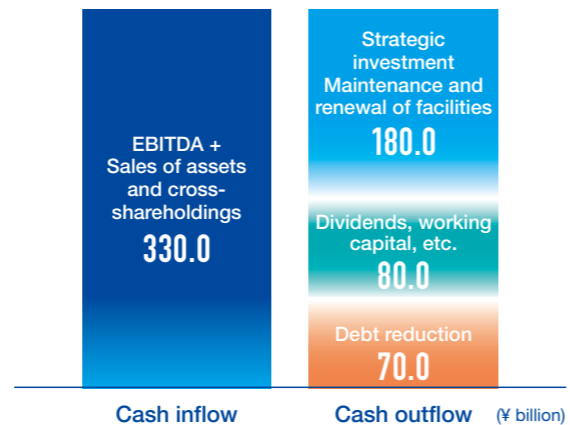 EBITDA +
Sales of assets
and cross-
shareholdings
330.0
Strategic
investment
Maintenance and
renewal of facilities
180.0
Dividends, working
capital, etc.
80.0
Debt reduction
70.0
Cash inflow
Cash outflow
(¥ billion)